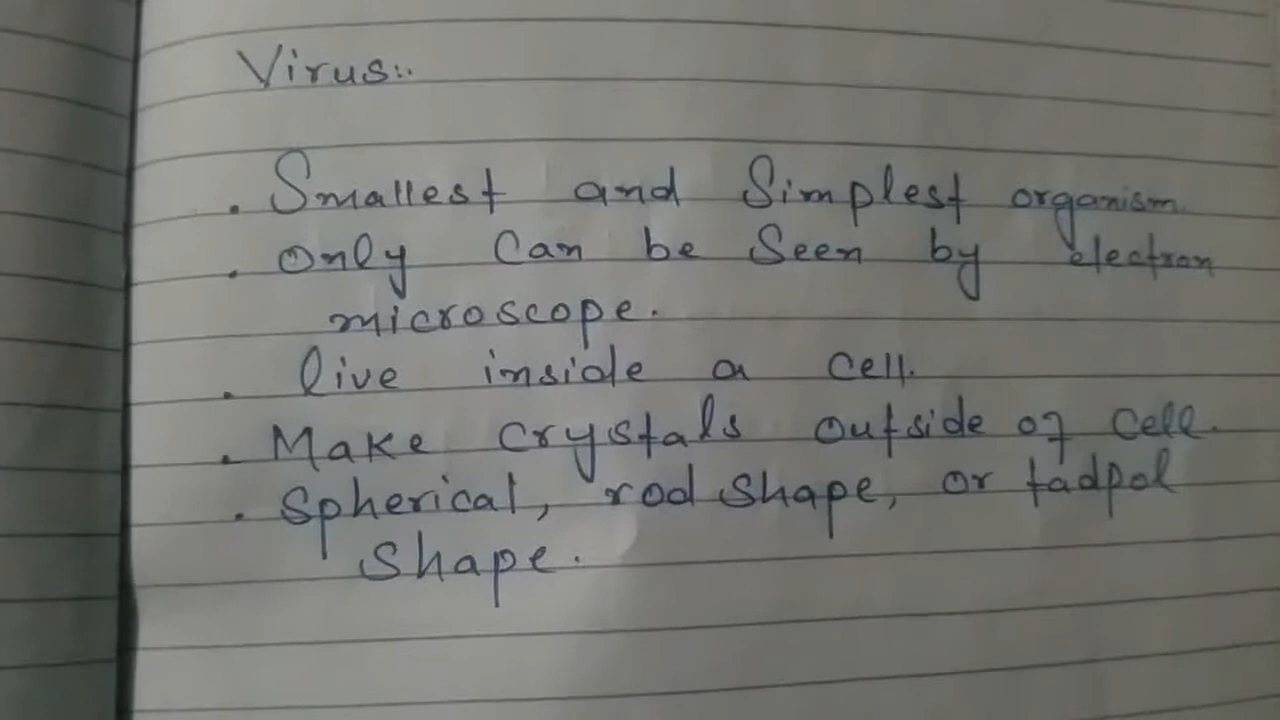 Virus:.
. Smallest and Simplest organism.
. Only Can be Seen by electron
microscope.
. live inside a cell.
. Make crystals outside of cell.
. Spherical, rod shape, or tadpol
shape.